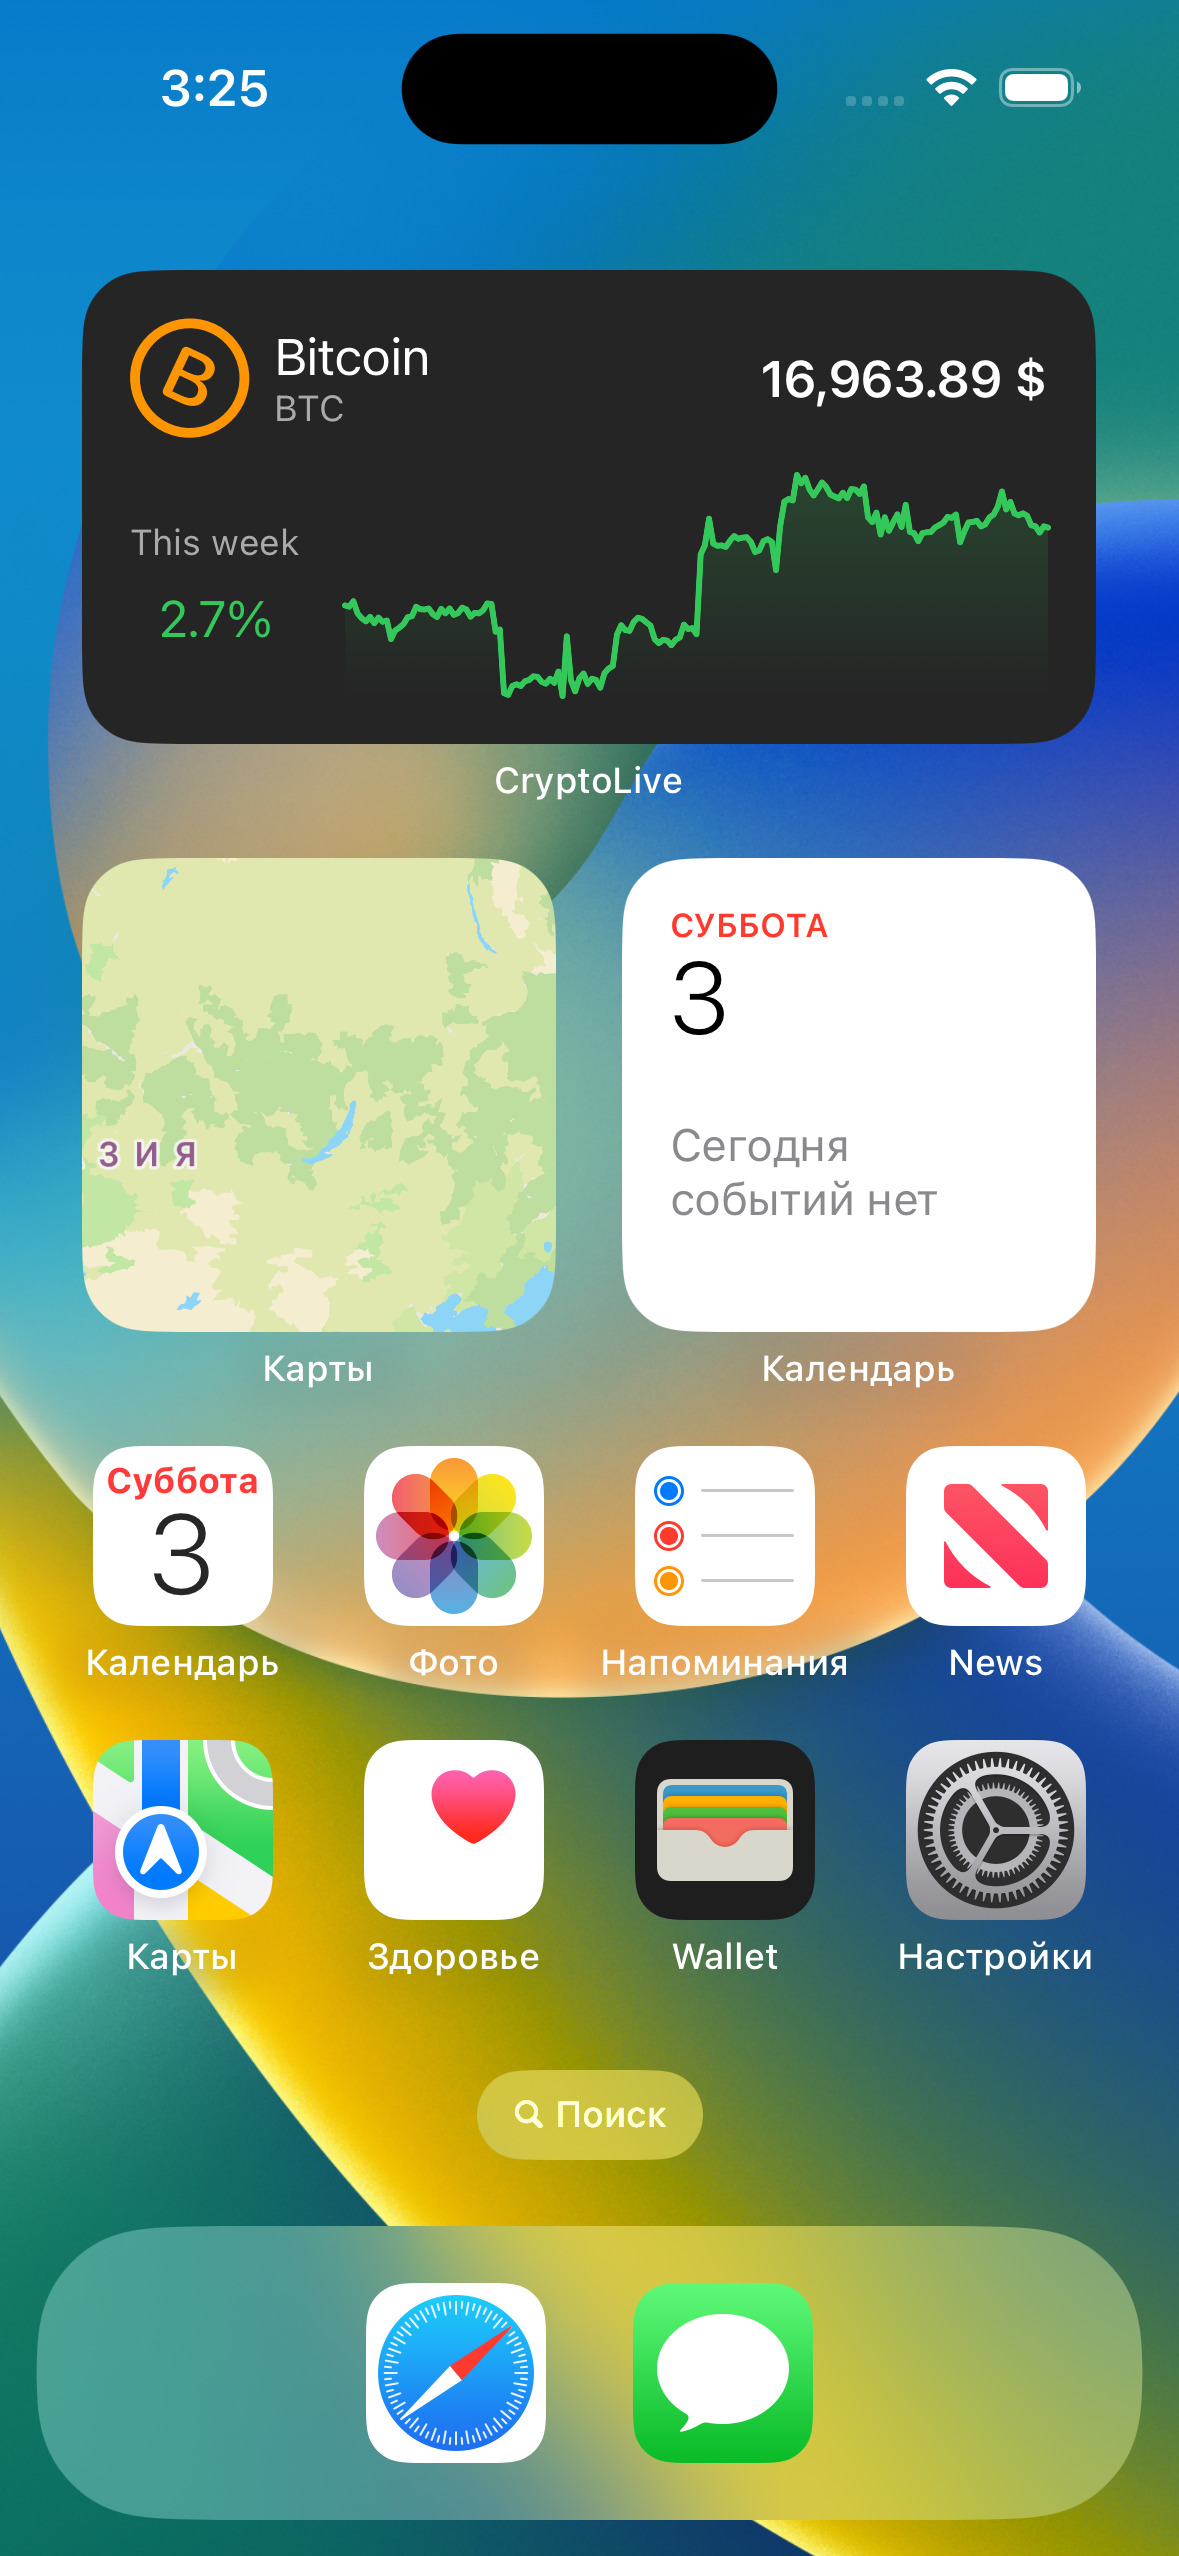 3:25
Bitcoin
BTC
16,963.89 $
This week
2.7%
CryptoLive
ЗИЯ
СУББОТА
3
Сегодня
событий нет
Карты
Календарь
Суббота
3
Календарь
Фото
Напоминания
News
Карты
Здоровье
Wallet
Настройки
Поиск